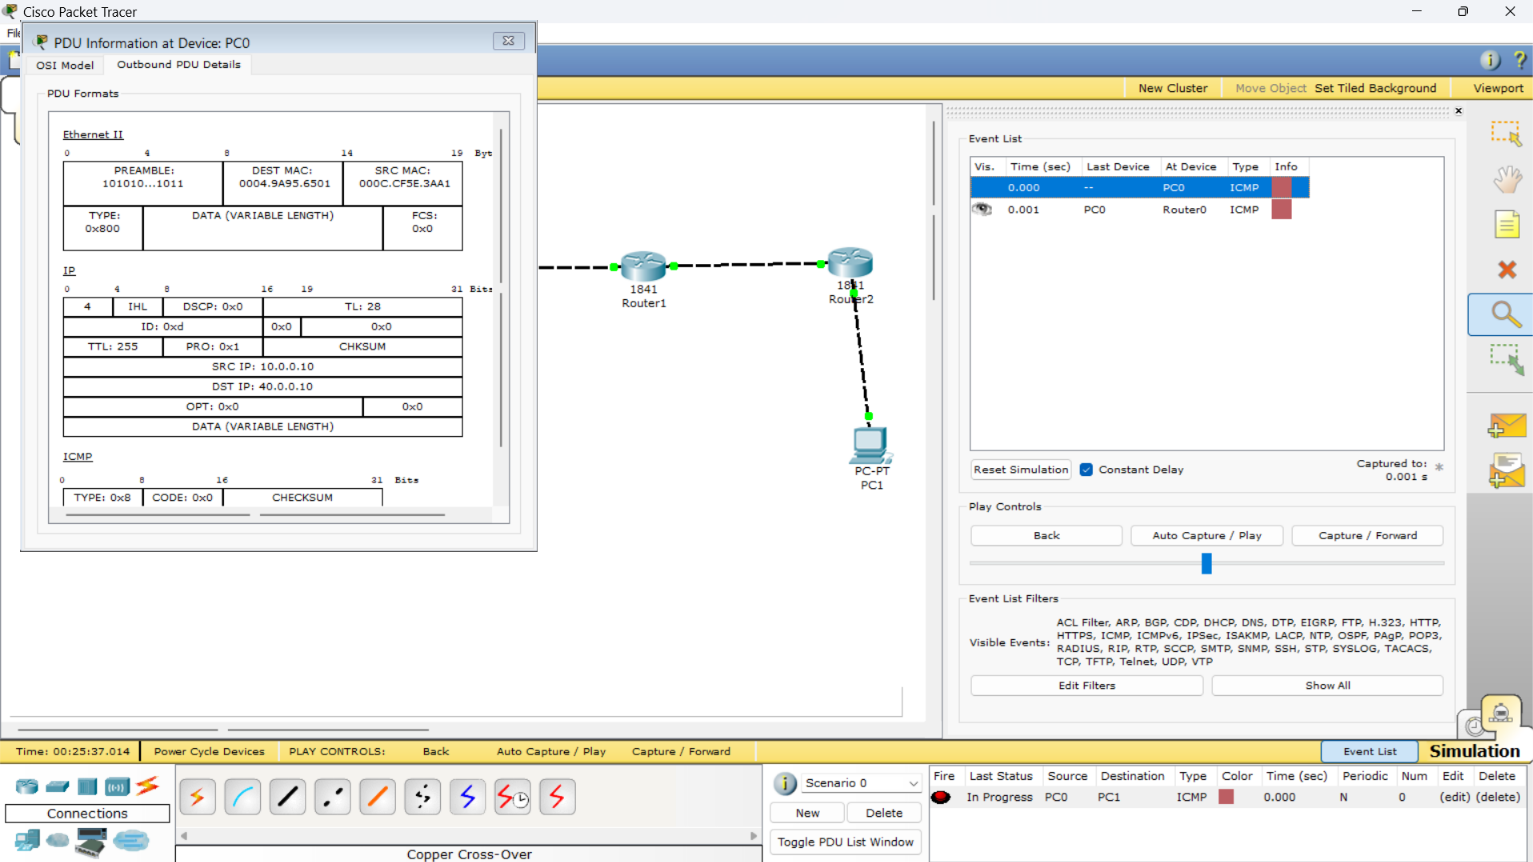 Cisco Packet Tracer
File
PDU Information at Device: PC0
OSI Model
Outbound PDU Details
PDU Formats
Ethernet II
0 4 8 14 19 Byt
PREAMBLE: 101010...1011
DEST MAC: 0004.9A95.6501
SRC MAC: 000C.CF5E.3AA1
TYPE: 0x800
DATA (VARIABLE LENGTH)
FCS: 0x0
IP
0 4 8 16 19 31 Bits
4 IHL DSCP: 0x0 TL: 28
ID: 0xd 0x0 0x0
TTL: 255 PRO: 0x1 CHKSUM
SRC IP: 10.0.0.10
DST IP: 40.0.0.10
OPT: 0x0 0x0
DATA (VARIABLE LENGTH)
ICMP
0 8 16 31 Bits
TYPE: 0x8 CODE: 0x0 CHECKSUM
New Cluster
Move Object
Set Tiled Background
Viewport
1841
Router1
1841
Router2
PC-PT
PC1
Event List
Vis. Time (sec) Last Device At Device Type Info
0.000 -- PC0 ICMP
0.001 PC0 Router0 ICMP
Reset Simulation
Constant Delay
Captured to:
0.001 s
*
Play Controls
Back
Auto Capture / Play
Capture / Forward
Event List Filters
Visible Events:
ACL Filter, ARP, BGP, CDP, DHCP, DNS, DTP, EIGRP, FTP, H.323, HTTP,
HTTPS, ICMP, ICMPv6, IPSec, ISAKMP, LACP, NTP, OSPF, PAgP, POP3,
RADIUS, RIP, RTP, SCCP, SMTP, SNMP, SSH, STP, SYSLOG, TACACS,
TCP, TFTP, Telnet, UDP, VTP
Edit Filters
Show All
Time: 00:25:37.014
Power Cycle Devices
PLAY CONTROLS:
Back
Auto Capture / Play
Capture / Forward
Event List
Simulation
Connections
Copper Cross-Over
Scenario 0
New
Delete
Toggle PDU List Window
Fire Last Status Source Destination Type Color Time (sec) Periodic Num Edit Delete
In Progress PC0 PC1 ICMP 0.000 N 0 (edit) (delete)